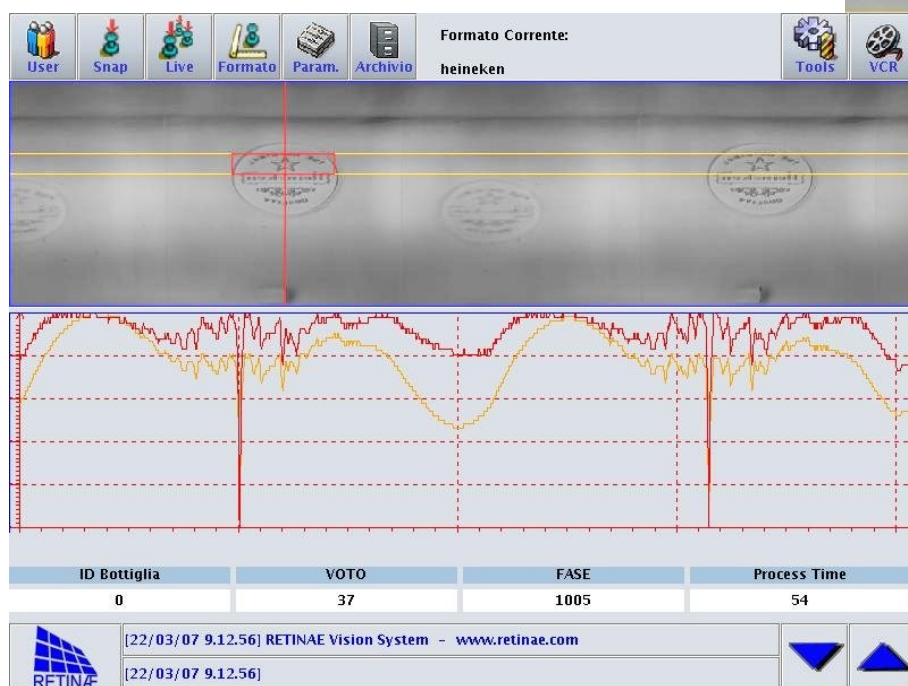 User Snap Live Formato Param. Archivio
Formato Corrente:
heineken
Tools VCR
ID Bottiglia VOTO FASE Process Time
0 37 1005 54
[22/03/07 9.12.56] RETINAE Vision System - www.retinae.com
[22/03/07 9.12.56]
RETINÆ